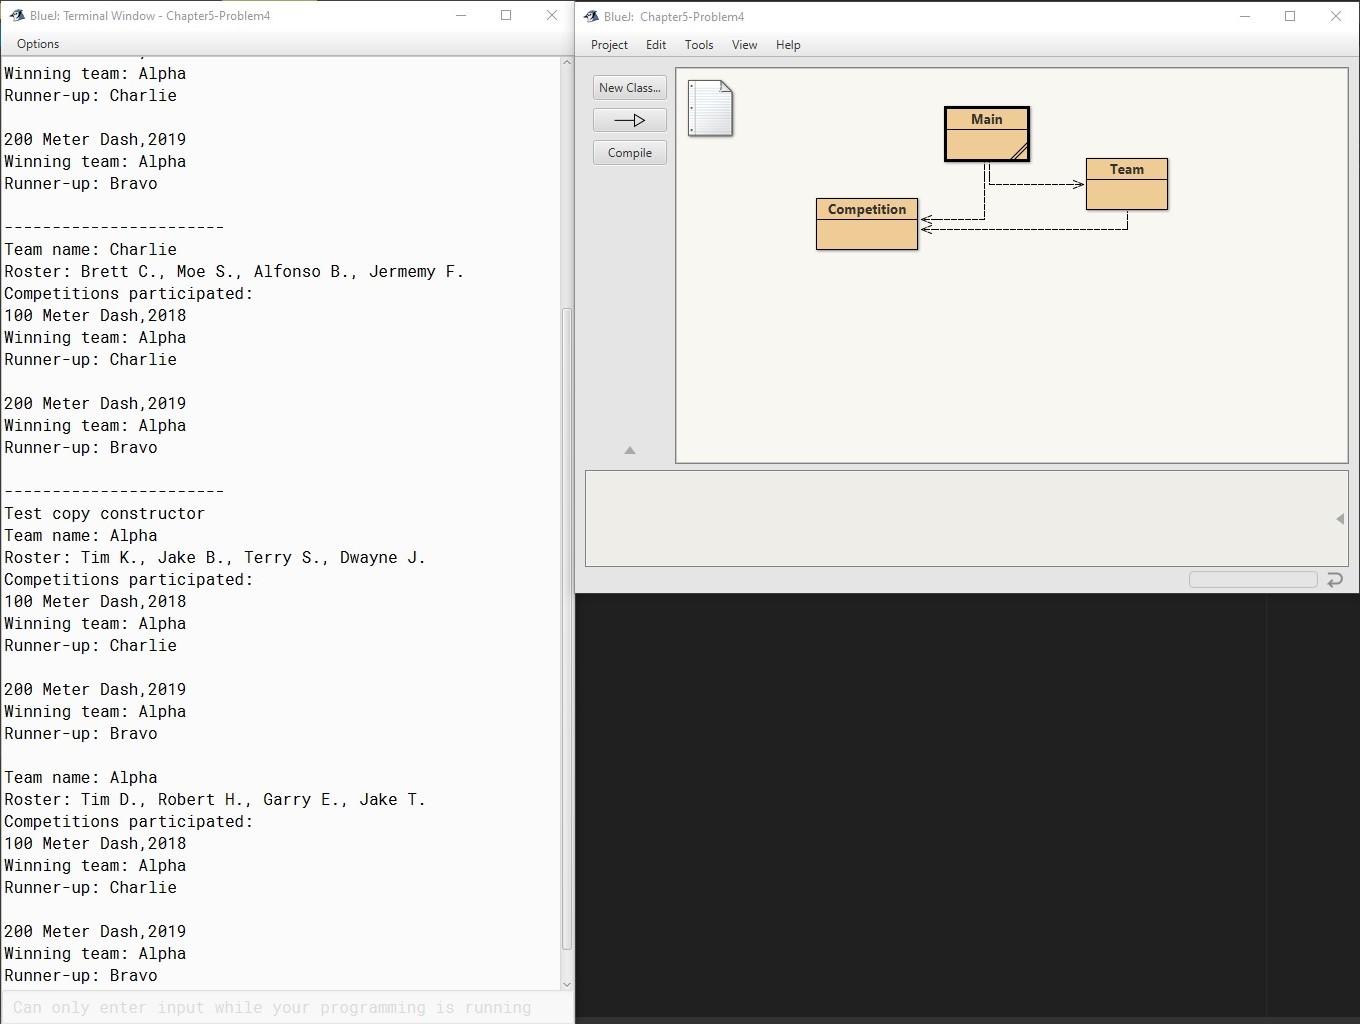 BlueJ: Terminal Window - Chapter5-Problem4
Options
Winning team: Alpha
Runner-up: Charlie
200 Meter Dash,2019
Winning team: Alpha
Runner-up: Bravo
-----------------------
Team name: Charlie
Roster: Brett C., Moe S., Alfonso B., Jermemy F.
Competitions participated:
100 Meter Dash,2018
Winning team: Alpha
Runner-up: Charlie
200 Meter Dash,2019
Winning team: Alpha
Runner-up: Bravo
-----------------------
Test copy constructor
Team name: Alpha
Roster: Tim K., Jake B., Terry S., Dwayne J.
Competitions participated:
100 Meter Dash,2018
Winning team: Alpha
Runner-up: Charlie
200 Meter Dash,2019
Winning team: Alpha
Runner-up: Bravo
Team name: Alpha
Roster: Tim D., Robert H., Garry E., Jake T.
Competitions participated:
100 Meter Dash,2018
Winning team: Alpha
Runner-up: Charlie
200 Meter Dash,2019
Winning team: Alpha
Runner-up: Bravo
Can only enter input while your programming is running
BlueJ: Chapter5-Problem4
Project Edit Tools View Help
New Class...
Compile
Main
Team
Competition